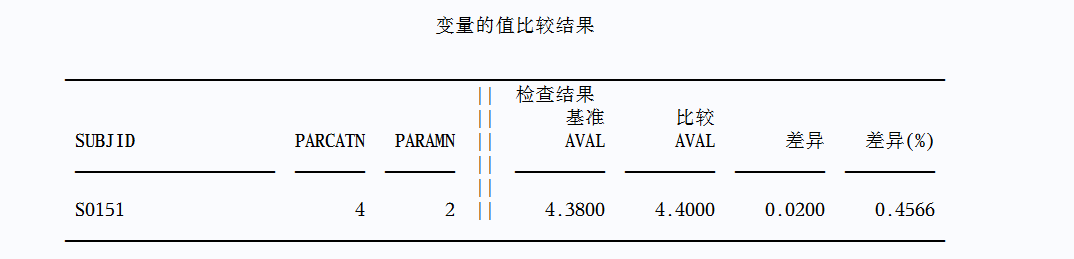 变量的值比较结果
|| 检查结果
|| 基准 比较
SUBJID PARCATN PARAMN || AVAL AVAL 差异 差异(%)
S0151 4 2 || 4.3800 4.4000 0.0200 0.4566